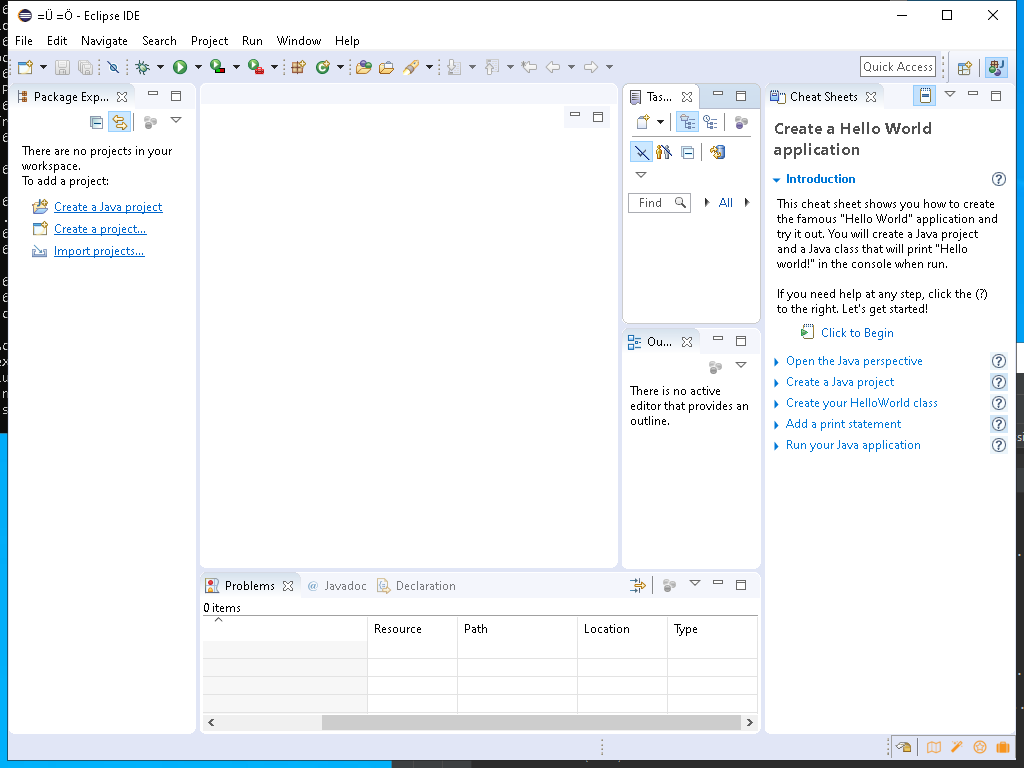 =Ü =Ö - Eclipse IDE
File Edit Navigate Search Project Run Window Help
Quick Access
Package Exp...
There are no projects in your
workspace.
To add a project:
Create a Java project
Create a project...
Import projects...
Tas...
Find
All
Ou...
There is no active
editor that provides an
outline.
Cheat Sheets
Create a Hello World
application
Introduction
This cheat sheet shows you how to create
the famous "Hello World" application and
try it out. You will create a Java project
and a Java class that will print "Hello
world!" in the console when run.
If you need help at any step, click the (?)
to the right. Let's get started!
Click to Begin
Open the Java perspective
Create a Java project
Create your HelloWorld class
Add a print statement
Run your Java application
Problems @ Javadoc Declaration
0 items
Resource Path Location Type